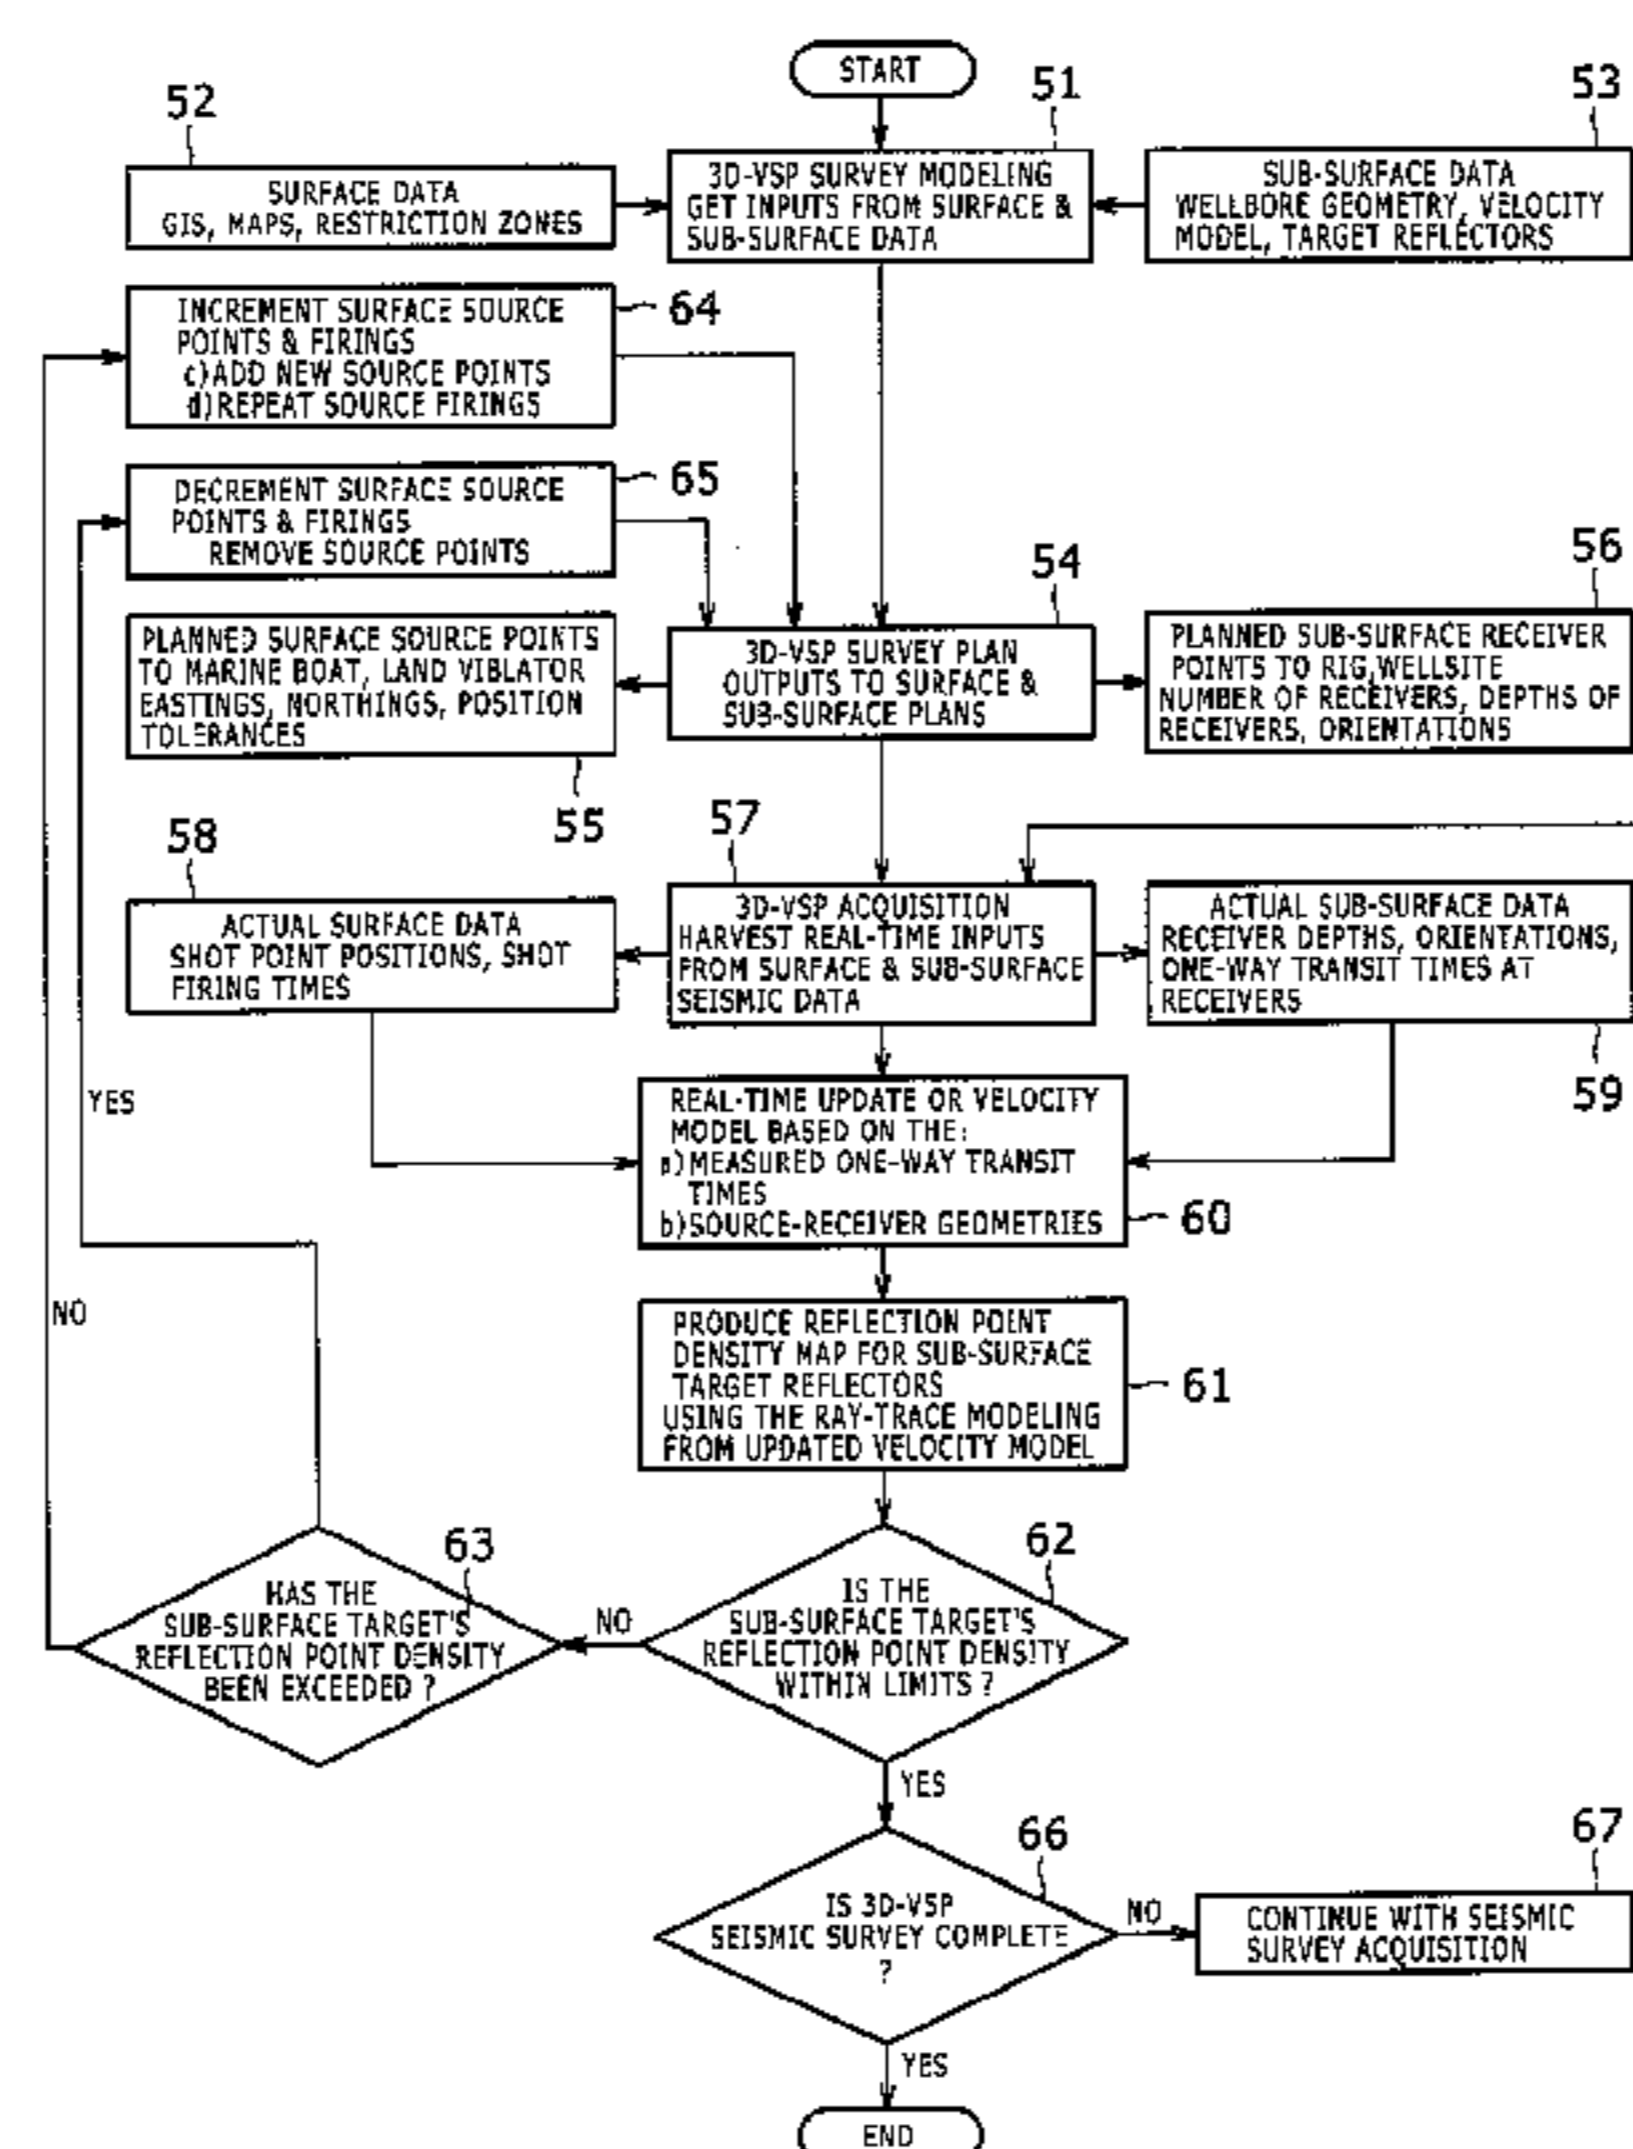 START
51
52
53
SURFACE DATA
GIS, MAPS, RESTRICTION ZONES
3D-VSP SURVEY MODELING
GET INPUTS FROM SURFACE &
SUB-SURFACE DATA
SUB-SURFACE DATA
WELLBORE GEOMETRY, VELOCITY
MODEL, TARGET REFLECTORS
INCREMENT SURFACE SOURCE
POINTS & FIRINGS
c)ADD NEW SOURCE POINTS
d)REPEAT SOURCE FIRINGS
64
DECREMENT SURFACE SOURCE
POINTS & FIRINGS
REMOVE SOURCE POINTS
65
54
56
PLANNED SURFACE SOURCE POINTS
TO MARINE BOAT, LAND VIBLATOR
EASTINGS, NORTHINGS, POSITION
TOLERANCES
55
3D-VSP SURVEY PLAN
OUTPUTS TO SURFACE &
SUB-SURFACE PLANS
PLANNED SUB-SURFACE RECEIVER
POINTS TO RIG,WELLSITE
NUMBER OF RECEIVERS, DEPTHS OF
RECEIVERS, ORIENTATIONS
57
58
ACTUAL SURFACE DATA
SHOT POINT POSITIONS, SHOT
FIRING TIMES
3D-VSP ACQUISITION
HARVEST REAL-TIME INPUTS
FROM SURFACE & SUB-SURFACE
SEISMIC DATA
ACTUAL SUB-SURFACE DATA
RECEIVER DEPTHS, ORIENTATIONS,
ONE-WAY TRANSIT TIMES AT
RECEIVERS
59
YES
REAL-TIME UPDATE OR VELOCITY
MODEL BASED ON THE:
a)MEASURED ONE-WAY TRANSIT
TIMES
b)SOURCE-RECEIVER GEOMETRIES
60
NO
PRODUCE REFLECTION POINT
DENSITY MAP FOR SUB-SURFACE
TARGET REFLECTORS
USING THE RAY-TRACE MODELING
FROM UPDATED VELOCITY MODEL
61
63
HAS THE
SUB-SURFACE TARGET'S
REFLECTION POINT DENSITY
BEEN EXCEEDED ?
NO
62
IS THE
SUB-SURFACE TARGET'S
REFLECTION POINT DENSITY
WITHIN LIMITS ?
YES
66
IS 3D-VSP
SEISMIC SURVEY COMPLETE
?
NO
67
CONTINUE WITH SEISMIC
SURVEY ACQUISITION
YES
END